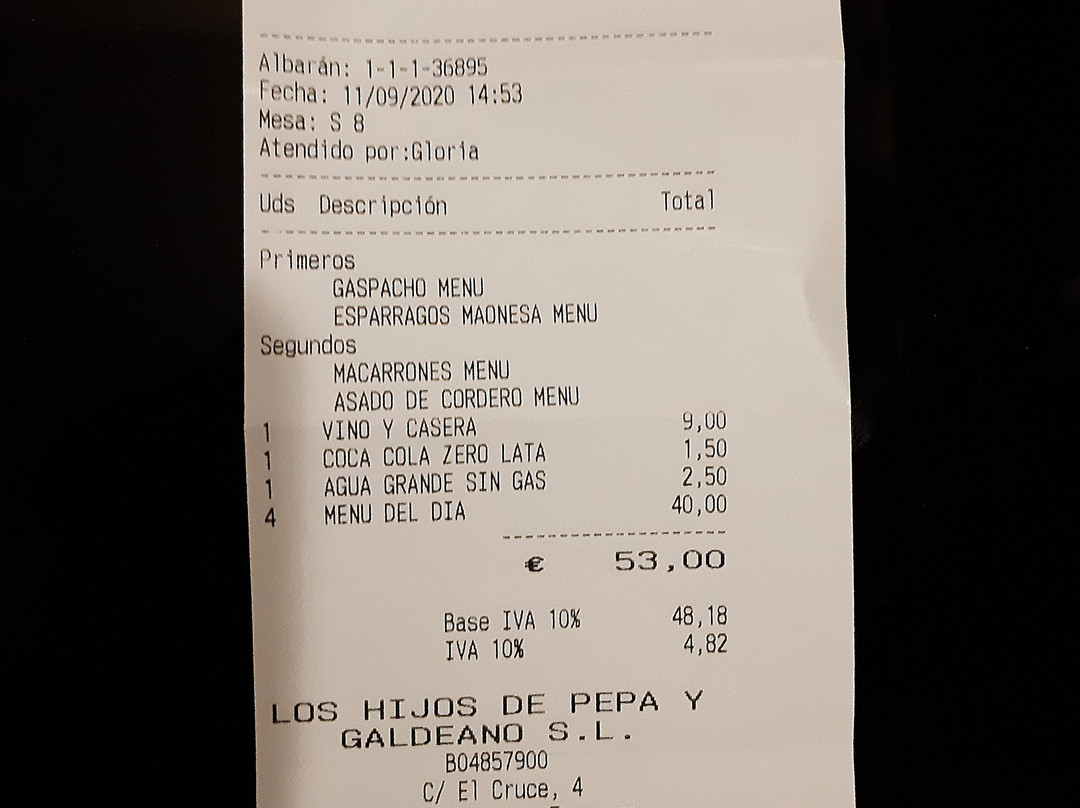 Albarán: 1-1-1-36895
Fecha: 11/09/2020 14:53
Mesa: S 8
Atendido por:Gloria
Uds Descripción Total
Primeros
GASPACHO MENU
ESPARRAGOS MAONESA MENU
Segundos
MACARRONES MENU
ASADO DE CORDERO MENU
1 VINO Y CASERA 9,00
1 COCA COLA ZERO LATA 1,50
1 AGUA GRANDE SIN GAS 2,50
4 MENU DEL DIA 40,00
€ 53,00
Base IVA 10% 48,18
IVA 10% 4,82
LOS HIJOS DE PEPA Y
GALDEANO S.L.
B04857900
C/ El Cruce, 4